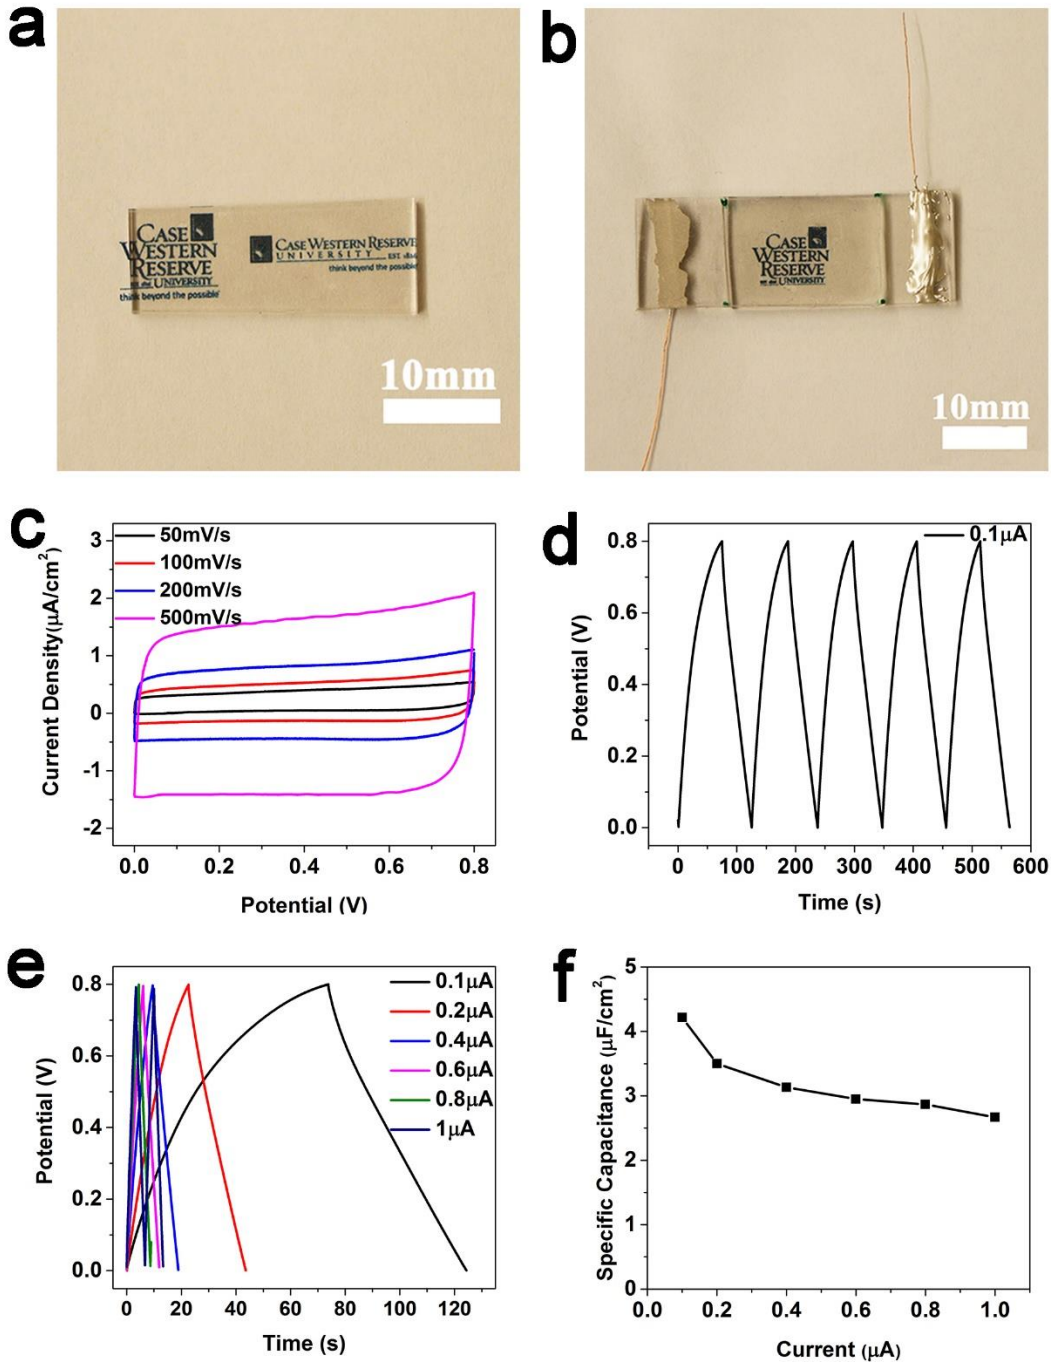 a
CASE
WESTERN
RESERVE
UNIVERSITY
think beyond the possible
CASE WESTERN RESERVE
UNIVERSITY
think beyond the possible
10mm
b
CASE
WESTERN
RESERVE
UNIVERSITY
10mm
c
50mV/s
100mV/s
200mV/s
500mV/s
3
2
1
0
-1
-2
Current Density(μA/cm²)
0.0 0.2 0.4 0.6 0.8
Potential (V)
d
0.1μA
0.8
0.6
0.4
0.2
0.0
Potential (V)
0 100 200 300 400 500 600
Time (s)
e
0.1μA
0.2μA
0.4μA
0.6μA
0.8μA
1μA
0.8
0.6
0.4
0.2
0.0
Potential (V)
0 20 40 60 80 100 120
Time (s)
f
5
4
3
2
1
0
Specific Capacitance (μF/cm²)
0.0 0.2 0.4 0.6 0.8 1.0
Current (μA)